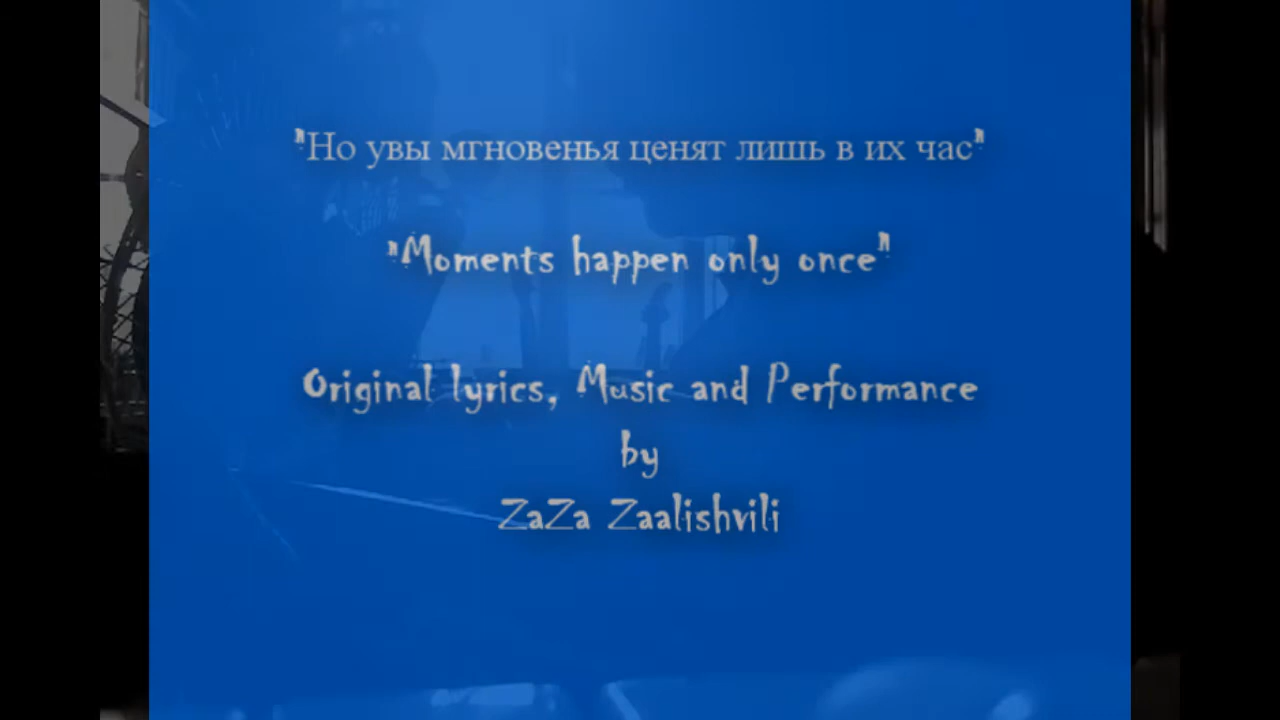 "Но увы мгновенья ценят лишь в их час"
"Moments happen only once"
Original lyrics, Music and Performance
by
ZaZa Zaalishvili